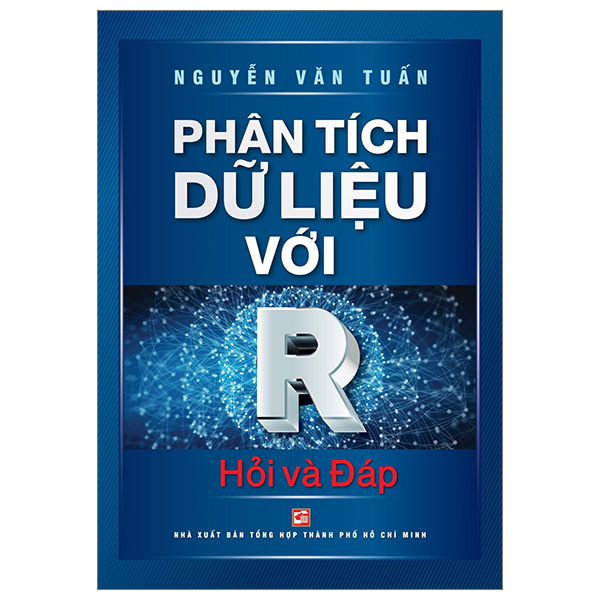 NGUYỄN VĂN TUẤN
PHÂN TÍCH
DỮ LIỆU
VỚI
R
Hỏi và Đáp
NHÀ XUẤT BẢN TỔNG HỢP THÀNH PHỐ HỒ CHÍ MINH